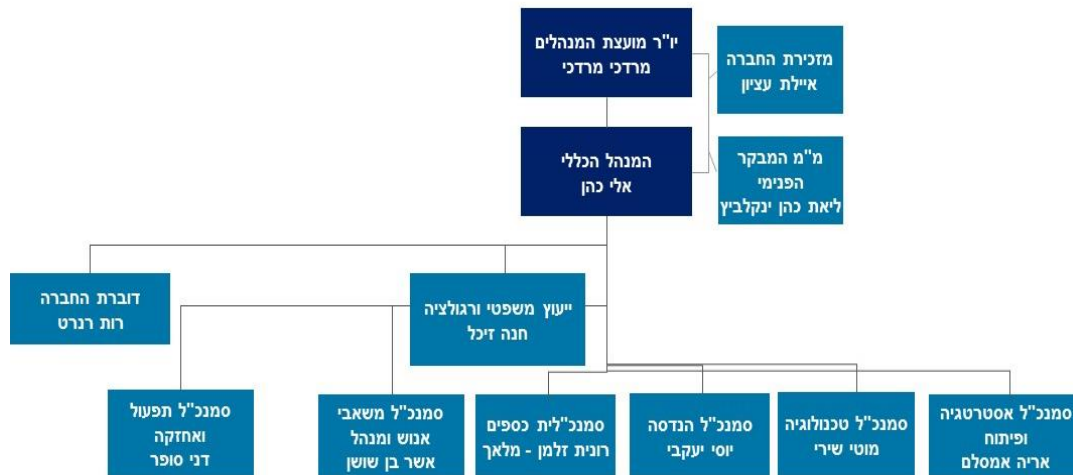 יו"ר מועצת המנהלים
מרדכי מרדכי
מזכירת החברה
איילת עציון
המנהל הכללי
אלי כהן
מ"מ המבקר
הפנימי
ליאת כהן ינקלביץ
ייעוץ משפטי ורגולציה
חנה זיכל
דוברת החברה
רות רנרט
סמנכ"ל אסטרטגיה
ופיתוח
אריה אמסלם
סמנכ"ל טכנולוגיה
מוטי שירי
סמנכ"ל הנדסה
יוסי יעקבי
סמנכ"לית כספים
רונית זלמן - מלאך
סמנכ"ל משאבי
אנוש ומנהל
אשר בן שושן
סמנכ"ל תפעול
ואחזקה
דני סופר